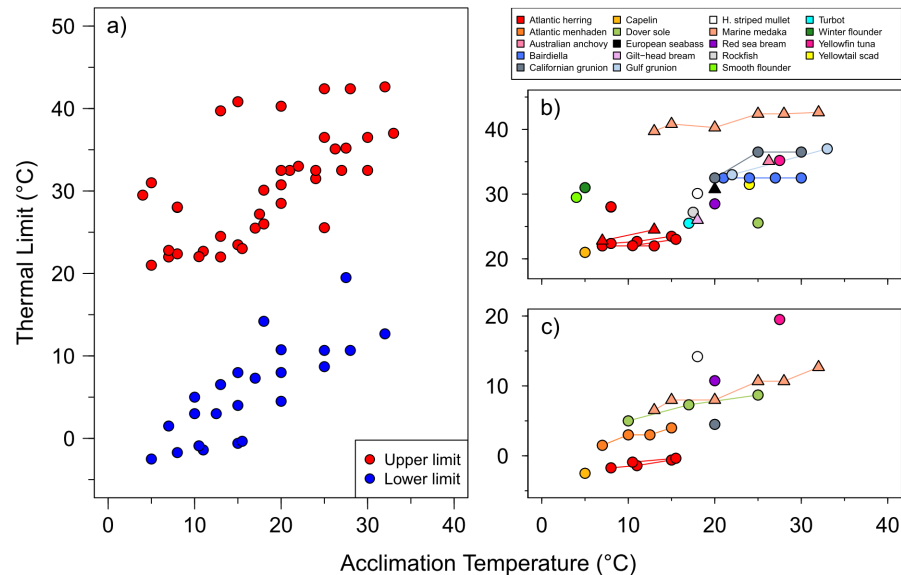 a)
Thermal Limit (°C)
50
40
30
20
10
0
Upper limit
Lower limit
0 10 20 30 40
Atlantic herring
Atlantic menhaden
Australian anchovy
Bairdiella
Californian grunion
Capelin
Dover sole
European seabass
Gilt−head bream
Gulf grunion
H. striped mullet
Marine medaka
Red sea bream
Rockfish
Smooth flounder
Turbot
Winter flounder
Yellowfin tuna
Yellowtail scad
b)
40
30
20
c)
20
10
0
0 10 20 30 40
Acclimation Temperature (°C)